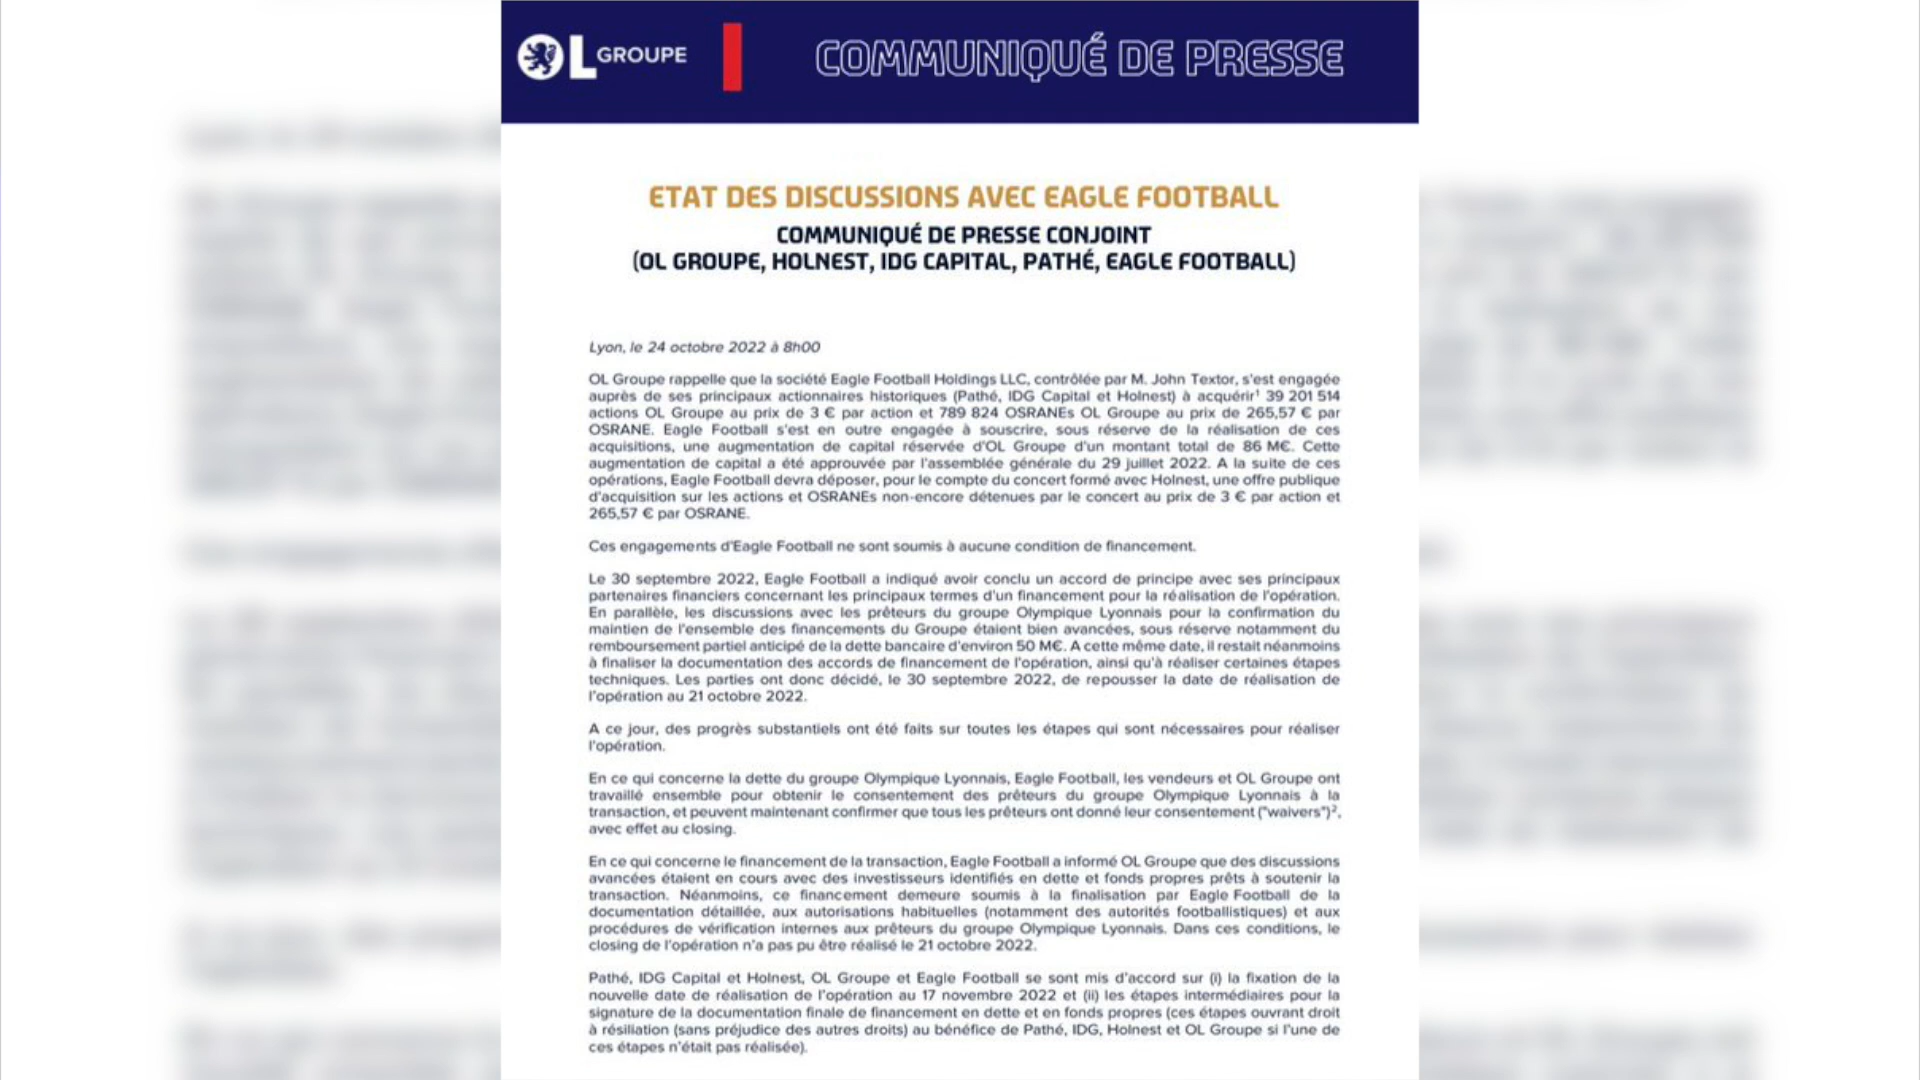 OL GROUPE
COMMUNIQUÉ DE PRESSE
ETAT DES DISCUSSIONS AVEC EAGLE FOOTBALL
COMMUNIQUÉ DE PRESSE CONJOINT
(OL GROUPE, HOLNEST, IDG CAPITAL, PATHÉ, EAGLE FOOTBALL)
Lyon, le 24 octobre 2022 à 8h00
OL Groupe rappelle que la société Eagle Football Holdings LLC, contrôlée par M. John Textor, s'est engagée
auprès de ses principaux actionnaires historiques (Pathé, IDG Capital et Holnest) à acquérir¹ 39 201 514
actions OL Groupe au prix de 3 € par action et 789 824 OSRANEs OL Groupe au prix de 265,57 € par
OSRANE. Eagle Football s'est en outre engagée à souscrire, sous réserve de la réalisation de ces
acquisitions, une augmentation de capital réservée d'OL Groupe d'un montant total de 86 M€. Cette
augmentation de capital a été approuvée par l'assemblée générale du 29 juillet 2022. A la suite de ces
opérations, Eagle Football devra déposer, pour le compte du concert formé avec Holnest, une offre publique
d'acquisition sur les actions et OSRANEs non-encore détenues par le concert au prix de 3 € par action et
265,57 € par OSRANE.
Ces engagements d'Eagle Football ne sont soumis à aucune condition de financement.
Le 30 septembre 2022, Eagle Football a indiqué avoir conclu un accord de principe avec ses principaux
partenaires financiers concernant les principaux termes d'un financement pour la réalisation de l'opération.
En parallèle, les discussions avec les prêteurs du groupe Olympique Lyonnais pour la confirmation du
maintien de l'ensemble des financements du Groupe étaient bien avancées, sous réserve notamment du
remboursement partiel anticipé de la dette bancaire d'environ 50 M€. A cette même date, il restait néanmoins
à finaliser la documentation des accords de financement de l'opération, ainsi qu'à réaliser certaines étapes
techniques. Les parties ont donc décidé, le 30 septembre 2022, de repousser la date de réalisation de
l'opération au 21 octobre 2022.
A ce jour, des progrès substantiels ont été faits sur toutes les étapes qui sont nécessaires pour réaliser
l'opération.
En ce qui concerne la dette du groupe Olympique Lyonnais, Eagle Football, les vendeurs et OL Groupe ont
travaillé ensemble pour obtenir le consentement des prêteurs du groupe Olympique Lyonnais à la
transaction, et peuvent maintenant confirmer que tous les prêteurs ont donné leur consentement ("waivers")²,
avec effet au closing.
En ce qui concerne le financement de la transaction, Eagle Football a informé OL Groupe que des discussions
avancées étaient en cours avec des investisseurs identifiés en dette et fonds propres prêts à soutenir la
transaction. Néanmoins, ce financement demeure soumis à la finalisation par Eagle Football de la
documentation détaillée, aux autorisations habituelles (notamment des autorités footballistiques) et aux
procédures de vérification internes aux prêteurs du groupe Olympique Lyonnais. Dans ces conditions, le
closing de l'opération n'a pas pu être réalisé le 21 octobre 2022.
Pathé, IDG Capital et Holnest, OL Groupe et Eagle Football se sont mis d'accord sur (i) la fixation de la
nouvelle date de réalisation de l'opération au 17 novembre 2022 et (ii) les étapes intermédiaires pour la
signature de la documentation finale de financement en dette et en fonds propres (ces étapes ouvrant droit
à résiliation (sans préjudice des autres droits) au bénéfice de Pathé, IDG, Holnest et OL Groupe si l'une de
ces étapes n'était pas réalisée).